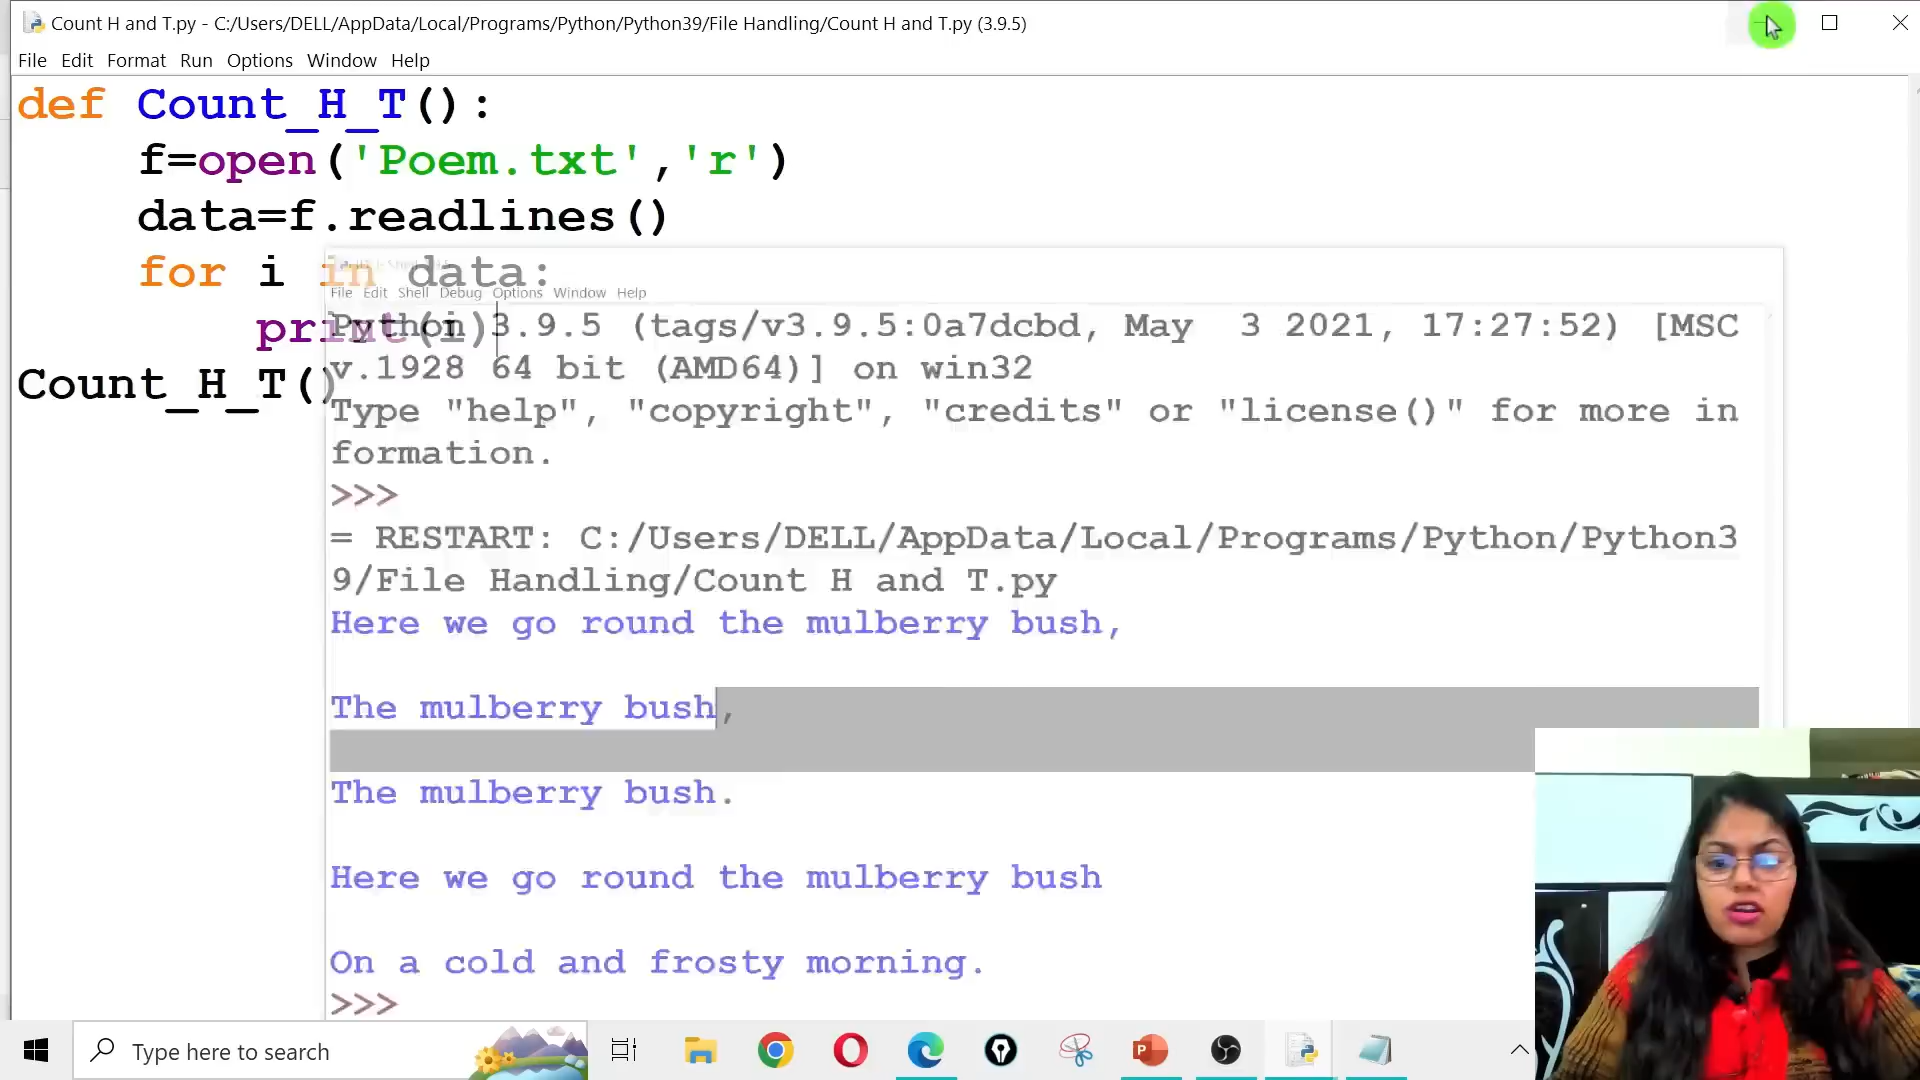 Count H and T.py - C:/Users/DELL/AppData/Local/Programs/Python/Python39/File Handling/Count H and T.py (3.9.5)
File Edit Format Run Options Window Help
def Count_H_T():
f=open('Poem.txt','r')
data=f.readlines()
for i in data:
print(i)
Count_H_T()
File Edit Shell Debug Options Window Help
Python 3.9.5 (tags/v3.9.5:0a7dcbd, May  3 2021, 17:27:52) [MSC
v.1928 64 bit (AMD64)] on win32
Type "help", "copyright", "credits" or "license()" for more in
formation.
>>>
= RESTART: C:/Users/DELL/AppData/Local/Programs/Python/Python3
9/File Handling/Count H and T.py
Here we go round the mulberry bush,
The mulberry bush,
The mulberry bush.
Here we go round the mulberry bush
On a cold and frosty morning.
>>>
Type here to search